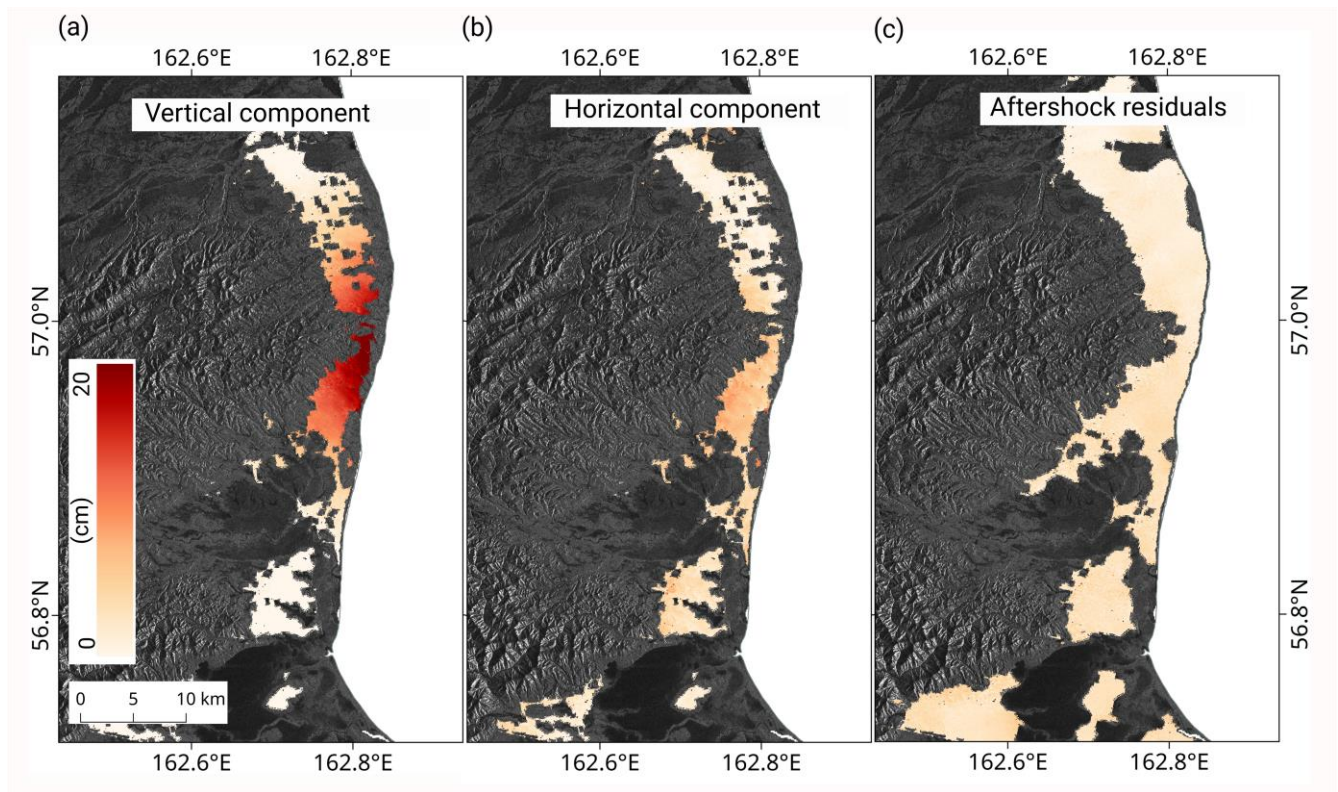 (a)
(b)
(c)
162.6°E 162.8°E
162.6°E 162.8°E
162.6°E 162.8°E
Vertical component
Horizontal component
Aftershock residuals
57.0°N
57.0°N
20
(cm)
0
56.8°N
56.8°N
0 5 10 km
162.6°E 162.8°E
162.6°E 162.8°E
162.6°E 162.8°E